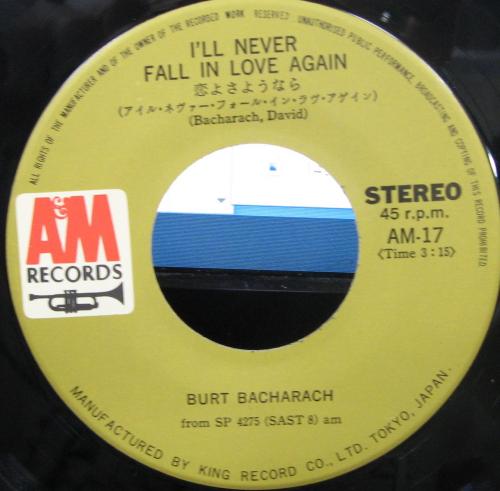 ALL RIGHTS OF THE MANUFACTURER AND OF THE OWNER OF THE RECORDED WORK RESERVED. UNAUTHORISED PUBLIC PERFORMANCE, BROADCASTING AND COPYING OF THIS RECORD PROHIBITED.
I'LL NEVER
FALL IN LOVE AGAIN
恋よさようなら
(アイル・ネヴァー・フォール・イン・ラヴ・アゲイン)
(Bacharach, David)
A&M
RECORDS
STEREO
45 r.p.m.
AM-17
〈Time 3:15〉
BURT BACHARACH
from SP 4275 (SAST 8) am
MANUFACTURED BY KING RECORD CO., LTD. TOKYO, JAPAN.